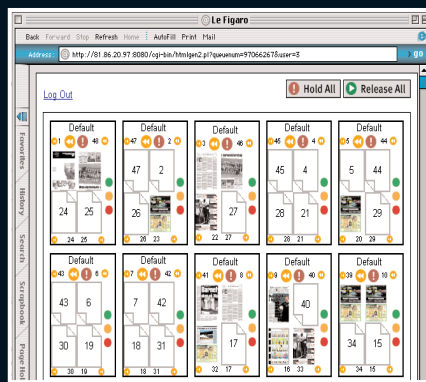 Le Figaro
Back Forward Stop Refresh Home AutoFill Print Mail
Address: http://81.86.20.97:8080/cgi-bin/htmlgen2.pl?queuenum=97066267&user=3 go
Log Out Hold All Release All
Favorites
History
Search
Scrapbook
Page Hol
Default Default Default Default Default
1 48 47 2 3 46 45 4 5 44
47 2 45 4 5 44
24 25 26 27 28 21 20 29
24 25 26 23 22 27 28 21 20 29
Default Default Default Default Default
43 6 7 42 41 8 9 40 39 10
43 6 7 42 40
30 19 18 31 17 34 15
30 19 18 31 32 17 16 33 34 15